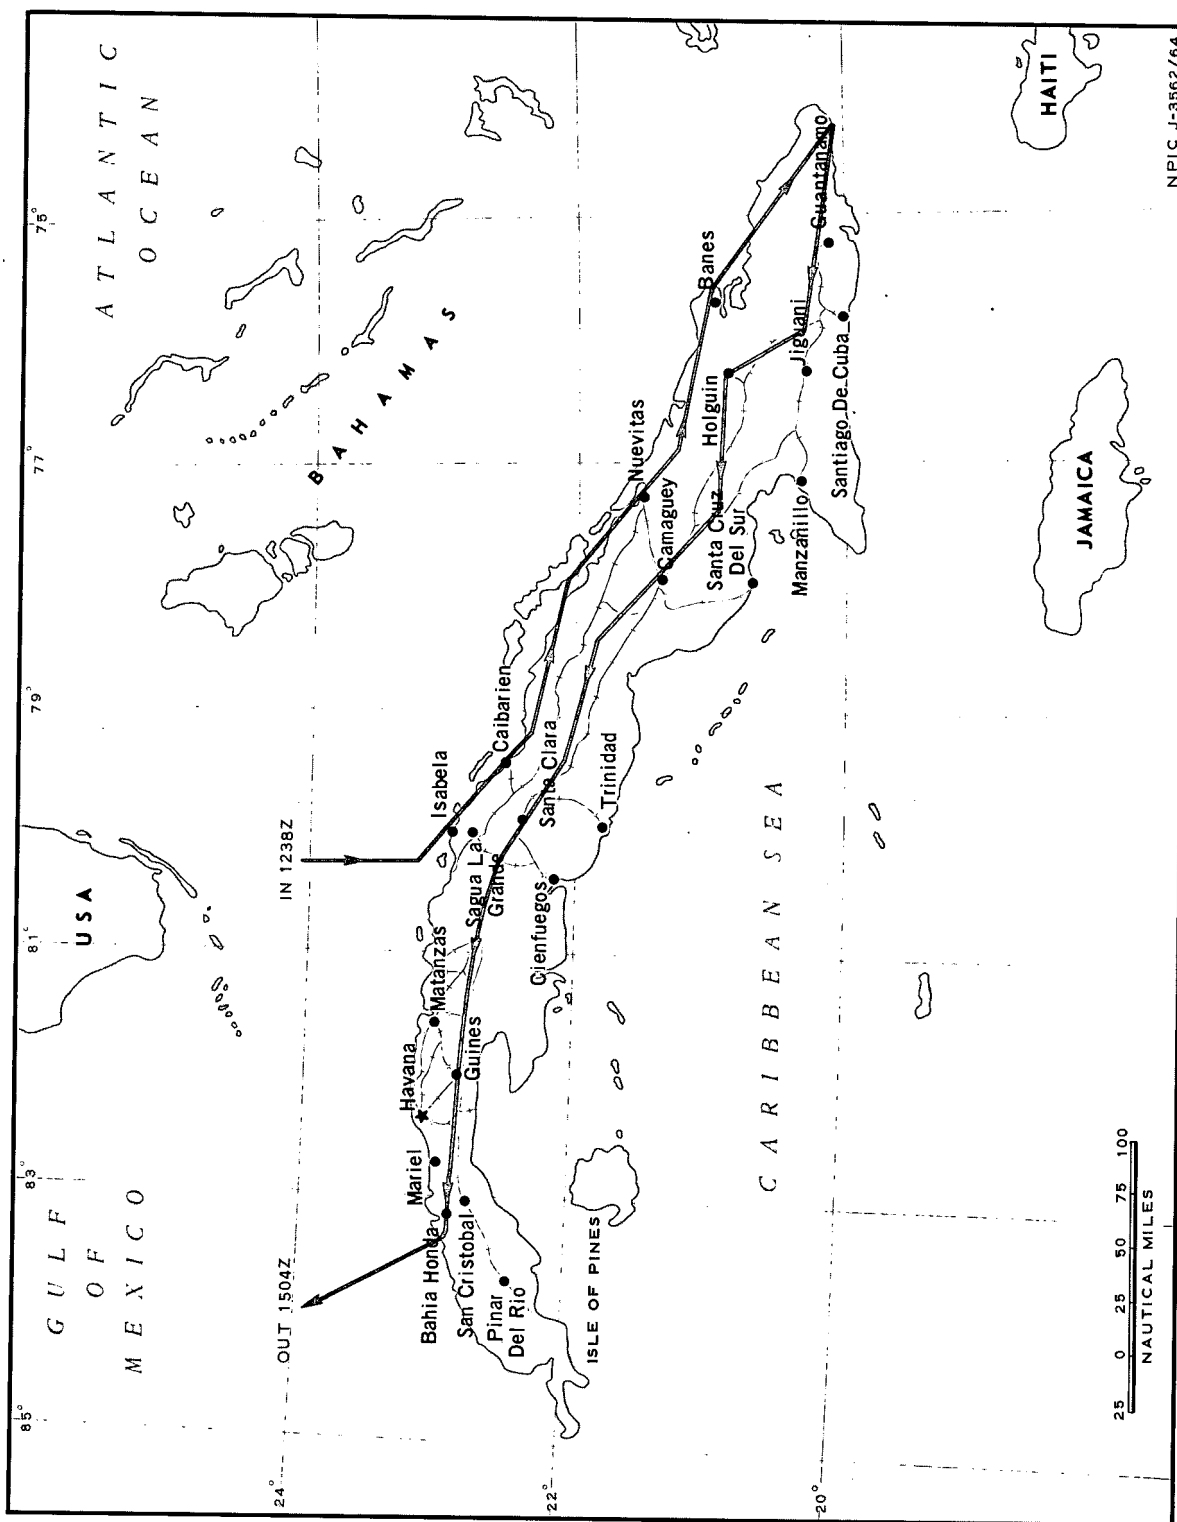 GULF
OF
MEXICO
ATLANTIC
OCEAN
USA
BAHAMAS
85°
83°
81°
79°
77°
75°
24°
22°
20°
OUT 1504Z
IN 1238Z
Havana
Matanzas
Mariel
Bahia Honda
San Cristobal
Pinar
Del Rio
Guines
Isabela
Sagua La
Grande
Caibarien
Santa Clara
Cienfuegos
Trinidad
Nuevitas
Camaguey
Santa Cruz
Del Sur
Holguin
Banes
Jiguani
Manzanillo
Santiago De Cuba
Guantanamo
ISLE OF PINES
CARIBBEAN SEA
JAMAICA
HAITI
25 0 25 50 75 100
NAUTICAL MILES
NPIC J-3562/64